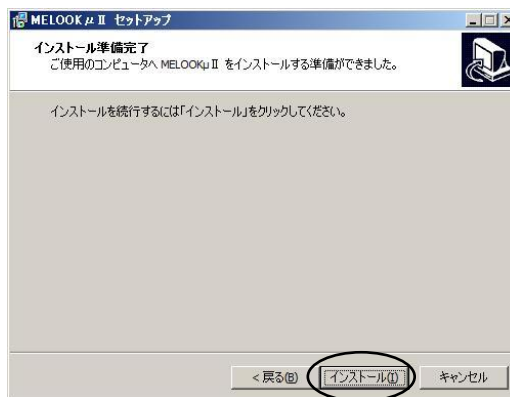 MELOOKμⅡ セットアップ
インストール準備完了
ご使用のコンピュータへ MELOOKμⅡ をインストールする準備ができました。
インストールを続行するには「インストール」をクリックしてください。
< 戻る(B) インストール(I) キャンセル